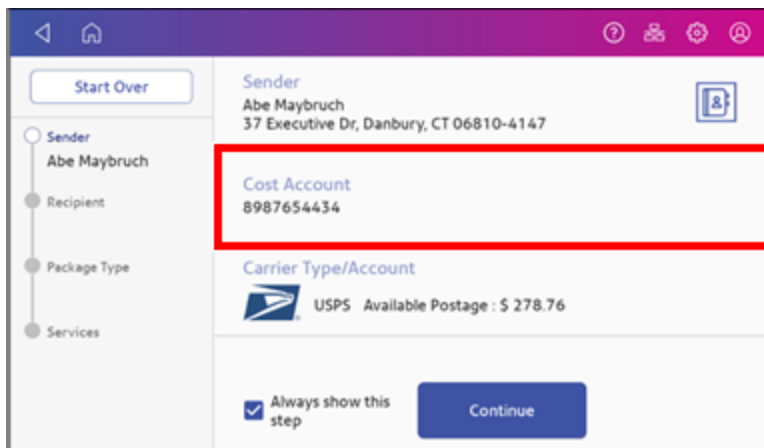 Start Over
Sender
Abe Maybruch
Recipient
Package Type
Services
Sender
Abe Maybruch
37 Executive Dr, Danbury, CT 06810-4147
Cost Account
8987654434
Carrier Type/Account
USPS Available Postage : $ 278.76
Always show this
step
Continue